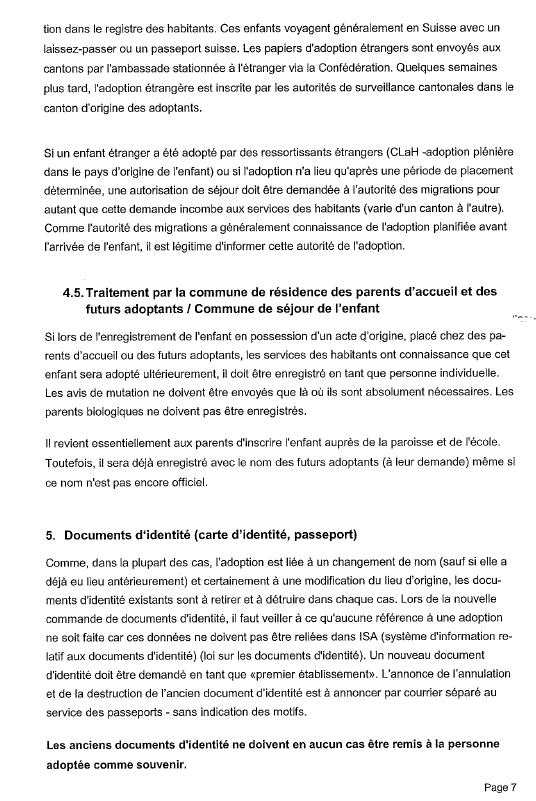 tion dans le registre des habitants. Ces enfants voyagent généralement en Suisse avec un
laissez-passer ou un passeport suisse. Les papiers d'adoption étrangers sont envoyés aux
cantons par l'ambassade stationnée à l'étranger via la Confédération. Quelques semaines
plus tard, l'adoption étrangère est inscrite par les autorités de surveillance cantonales dans le
canton d'origine des adoptants.
Si un enfant étranger a été adopté par des ressortissants étrangers (CLaH -adoption plénière
dans le pays d'origine de l'enfant) ou si l'adoption n'a lieu qu'après une période de placement
déterminée, une autorisation de séjour doit être demandée à l'autorité des migrations pour
autant que cette demande incombe aux services des habitants (varie d'un canton à l'autre).
Comme l'autorité des migrations a généralement connaissance de l'adoption planifiée avant
l'arrivée de l'enfant, il est légitime d'informer cette autorité de l'adoption.
4.5. Traitement par la commune de résidence des parents d'accueil et des
futurs adoptants / Commune de séjour de l'enfant
Si lors de l'enregistrement de l'enfant en possession d'un acte d'origine, placé chez des pa-
rents d'accueil ou des futurs adoptants, les services des habitants ont connaissance que cet
enfant sera adopté ultérieurement, il doit être enregistré en tant que personne individuelle.
Les avis de mutation ne doivent être envoyés que là où ils sont absolument nécessaires. Les
parents biologiques ne doivent pas être enregistrés.
Il revient essentiellement aux parents d'inscrire l'enfant auprès de la paroisse et de l'école.
Toutefois, il sera déjà enregistré avec le nom des futurs adoptants (à leur demande) même si
ce nom n'est pas encore officiel.
5. Documents d'identité (carte d'identité, passeport)
Comme, dans la plupart des cas, l'adoption est liée à un changement de nom (sauf si elle a
déjà eu lieu antérieurement) et certainement à une modification du lieu d'origine, les docu-
ments d'identité existants sont à retirer et à détruire dans chaque cas. Lors de la nouvelle
commande de documents d'identité, il faut veiller à ce qu'aucune référence à une adoption
ne soit faite car ces données ne doivent pas être reliées dans ISA (système d'information re-
latif aux documents d'identité) (loi sur les documents d'identité). Un nouveau document
d'identité doit être demandé en tant que «premier établissement». L'annonce de l'annulation
et de la destruction de l'ancien document d'identité est à annoncer par courrier séparé au
service des passeports - sans indication des motifs.
Les anciens documents d'identité ne doivent en aucun cas être remis à la personne
adoptée comme souvenir.
Page 7